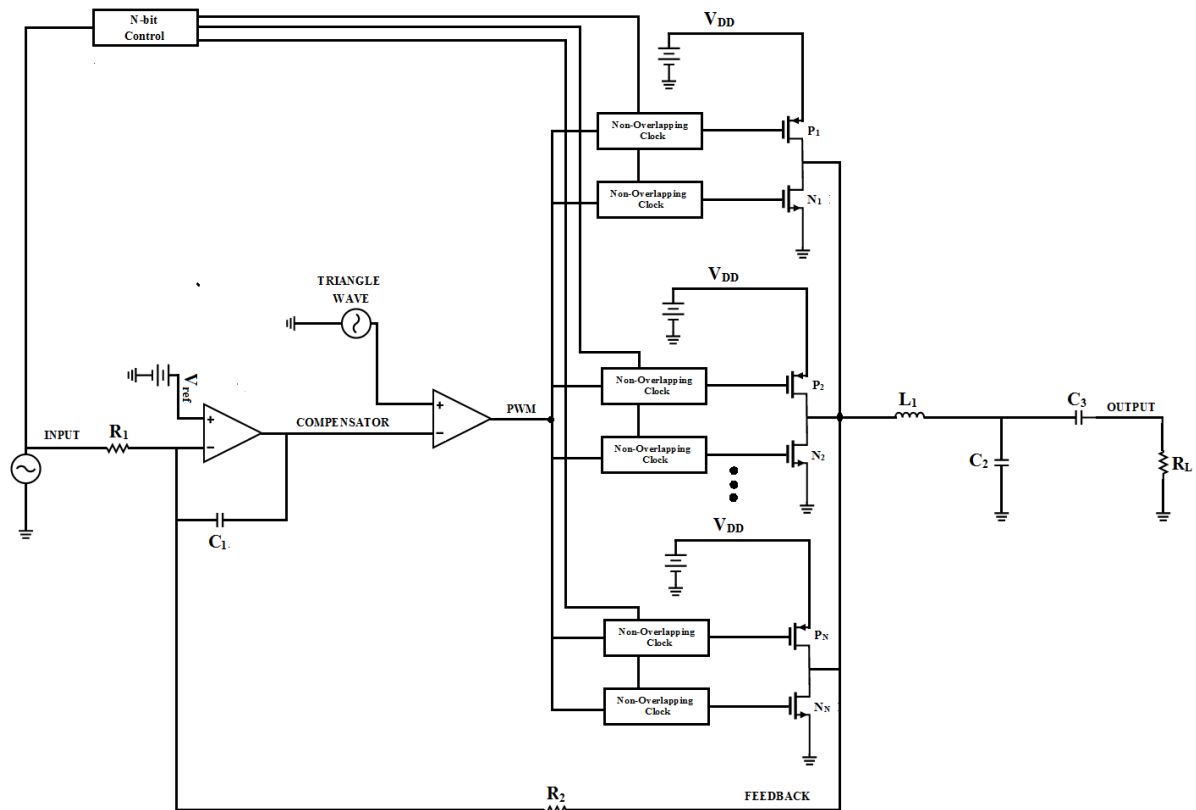 N-bit
Control
VDD
Non-Overlapping
Clock
P1
Non-Overlapping
Clock
N1
TRIANGLE
WAVE
VDD
Vref
Non-Overlapping
Clock
P2
INPUT
R1
COMPENSATOR
PWM
L1
C3
OUTPUT
Non-Overlapping
Clock
N2
C2
RL
C1
VDD
Non-Overlapping
Clock
PN
Non-Overlapping
Clock
NN
R2
FEEDBACK